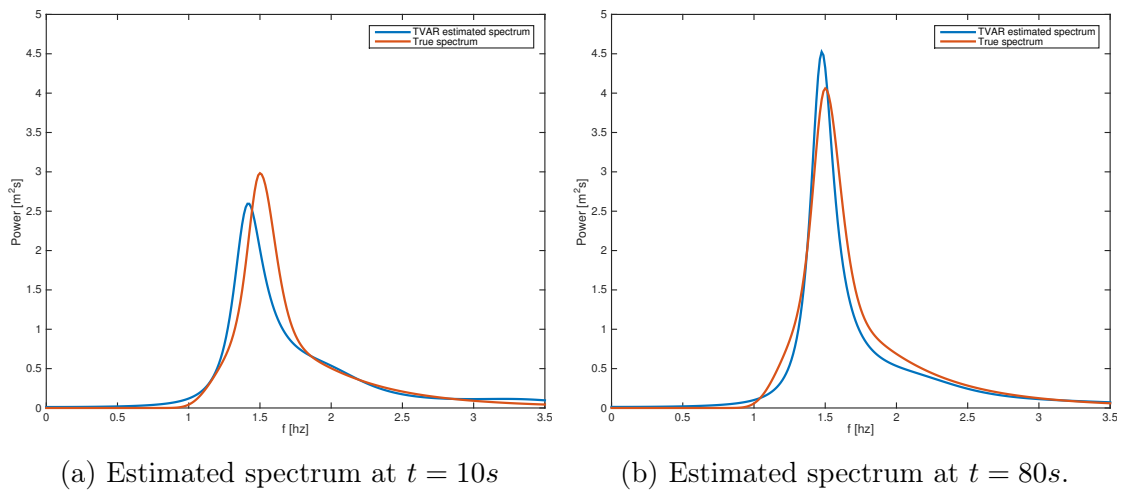 5
4.5
4
3.5
3
2.5
2
1.5
1
0.5
0
Power [m²s]
TVAR estimated spectrum
True spectrum
0 0.5 1 1.5 2 2.5 3 3.5
f [hz]
(a) Estimated spectrum at t = 10s
5
4.5
4
3.5
3
2.5
2
1.5
1
0.5
0
Power [m²s]
TVAR estimated spectrum
True spectrum
0 0.5 1 1.5 2 2.5 3 3.5
f [hz]
(b) Estimated spectrum at t = 80s.